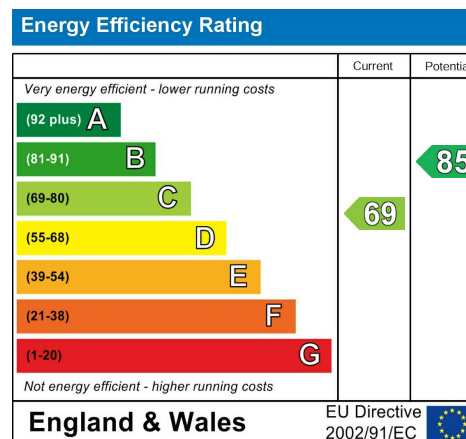 Energy Efficiency Rating
Current Potentia
Very energy efficient - lower running costs
(92 plus) A
(81-91) B
85
(69-80) C
69
(55-68) D
(39-54) E
(21-38) F
(1-20) G
Not energy efficient - higher running costs
England & Wales
EU Directive
2002/91/EC